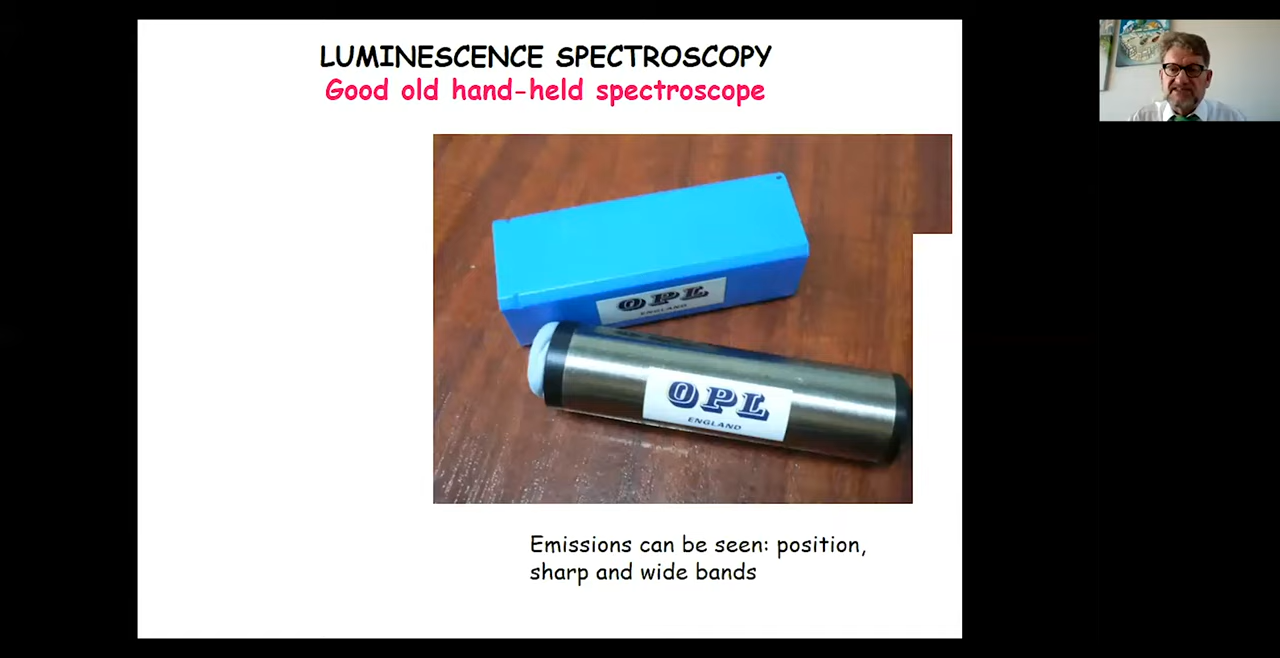 LUMINESCENCE SPECTROSCOPY
Good old hand-held spectroscope
OPL
ENGLAND
OPL
ENGLAND
Emissions can be seen: position,
sharp and wide bands